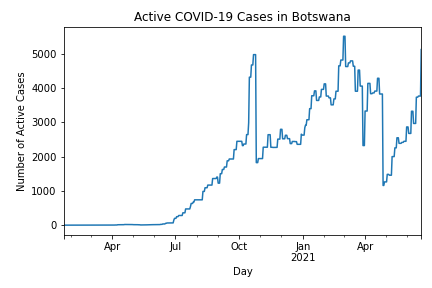 Active COVID-19 Cases in Botswana
Number of Active Cases
5000
4000
3000
2000
1000
0
Apr
Jul
Oct
Jan
2021
Apr
Day